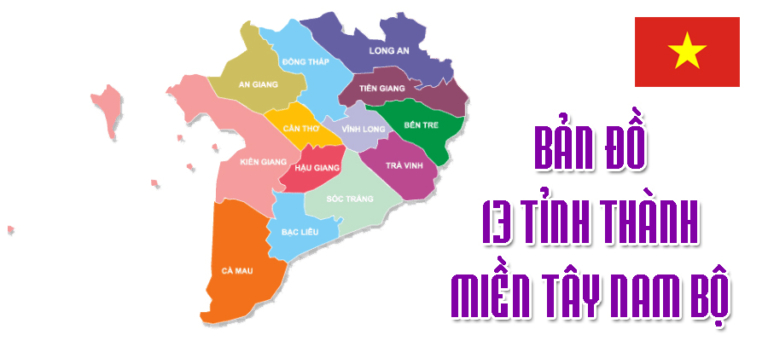 LONG AN
ĐỒNG THÁP
AN GIANG
TIỀN GIANG
CẦN THƠ
VĨNH LONG
BẾN TRE
KIÊN GIANG
HẬU GIANG
TRÀ VINH
SÓC TRĂNG
BẠC LIÊU
CÀ MAU
BẢN ĐỒ
13 TỈNH THÀNH
MIỀN TÂY NAM BỘ